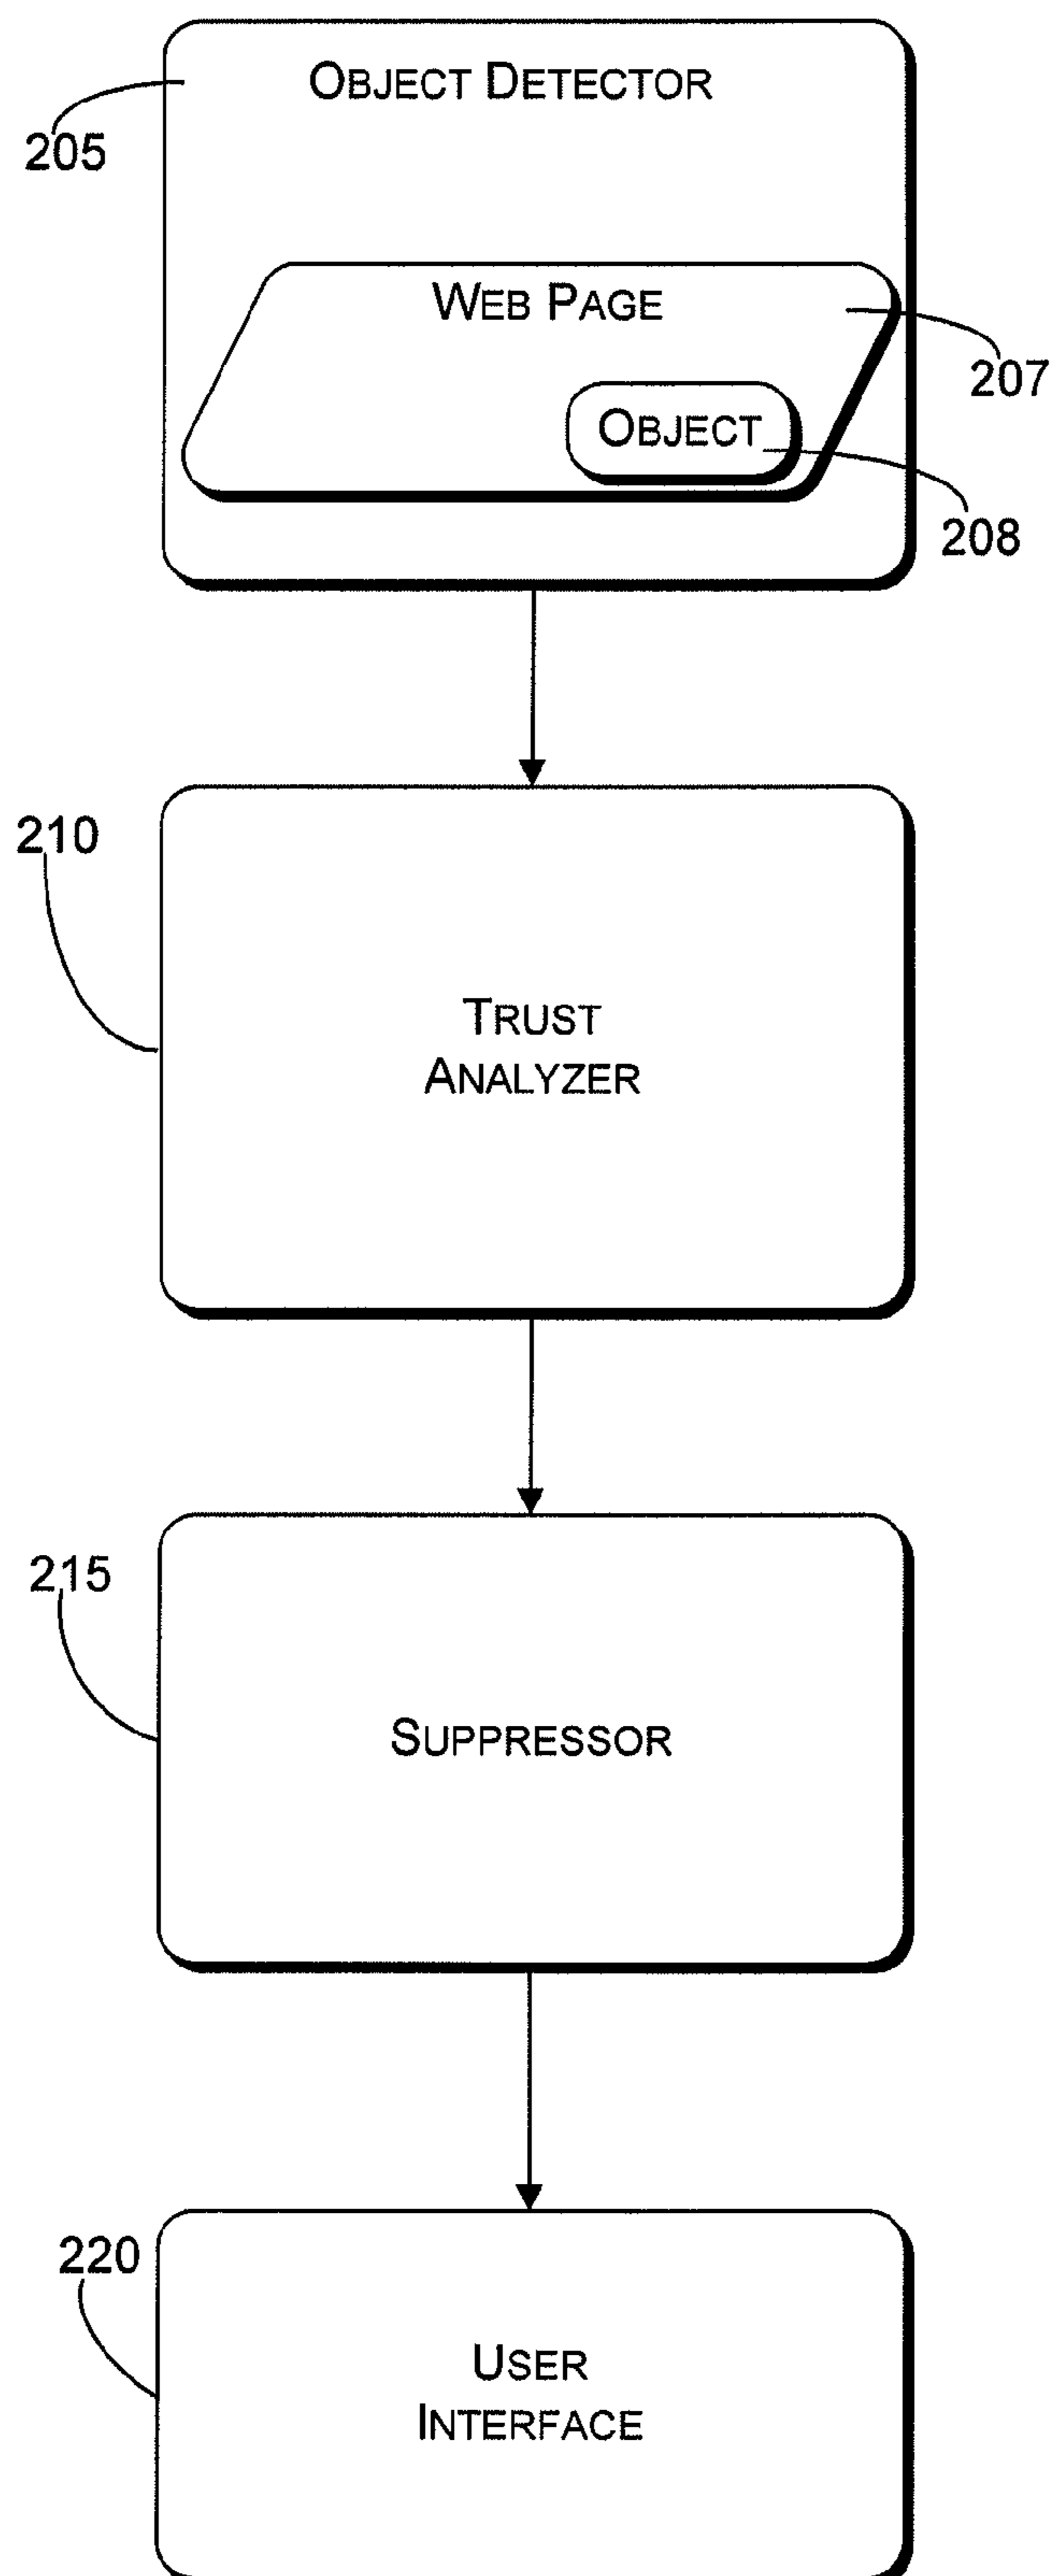 OBJECT DETECTOR
205
WEB PAGE
207
OBJECT
208
210
TRUST
ANALYZER
215
SUPPRESSOR
220
USER
INTERFACE